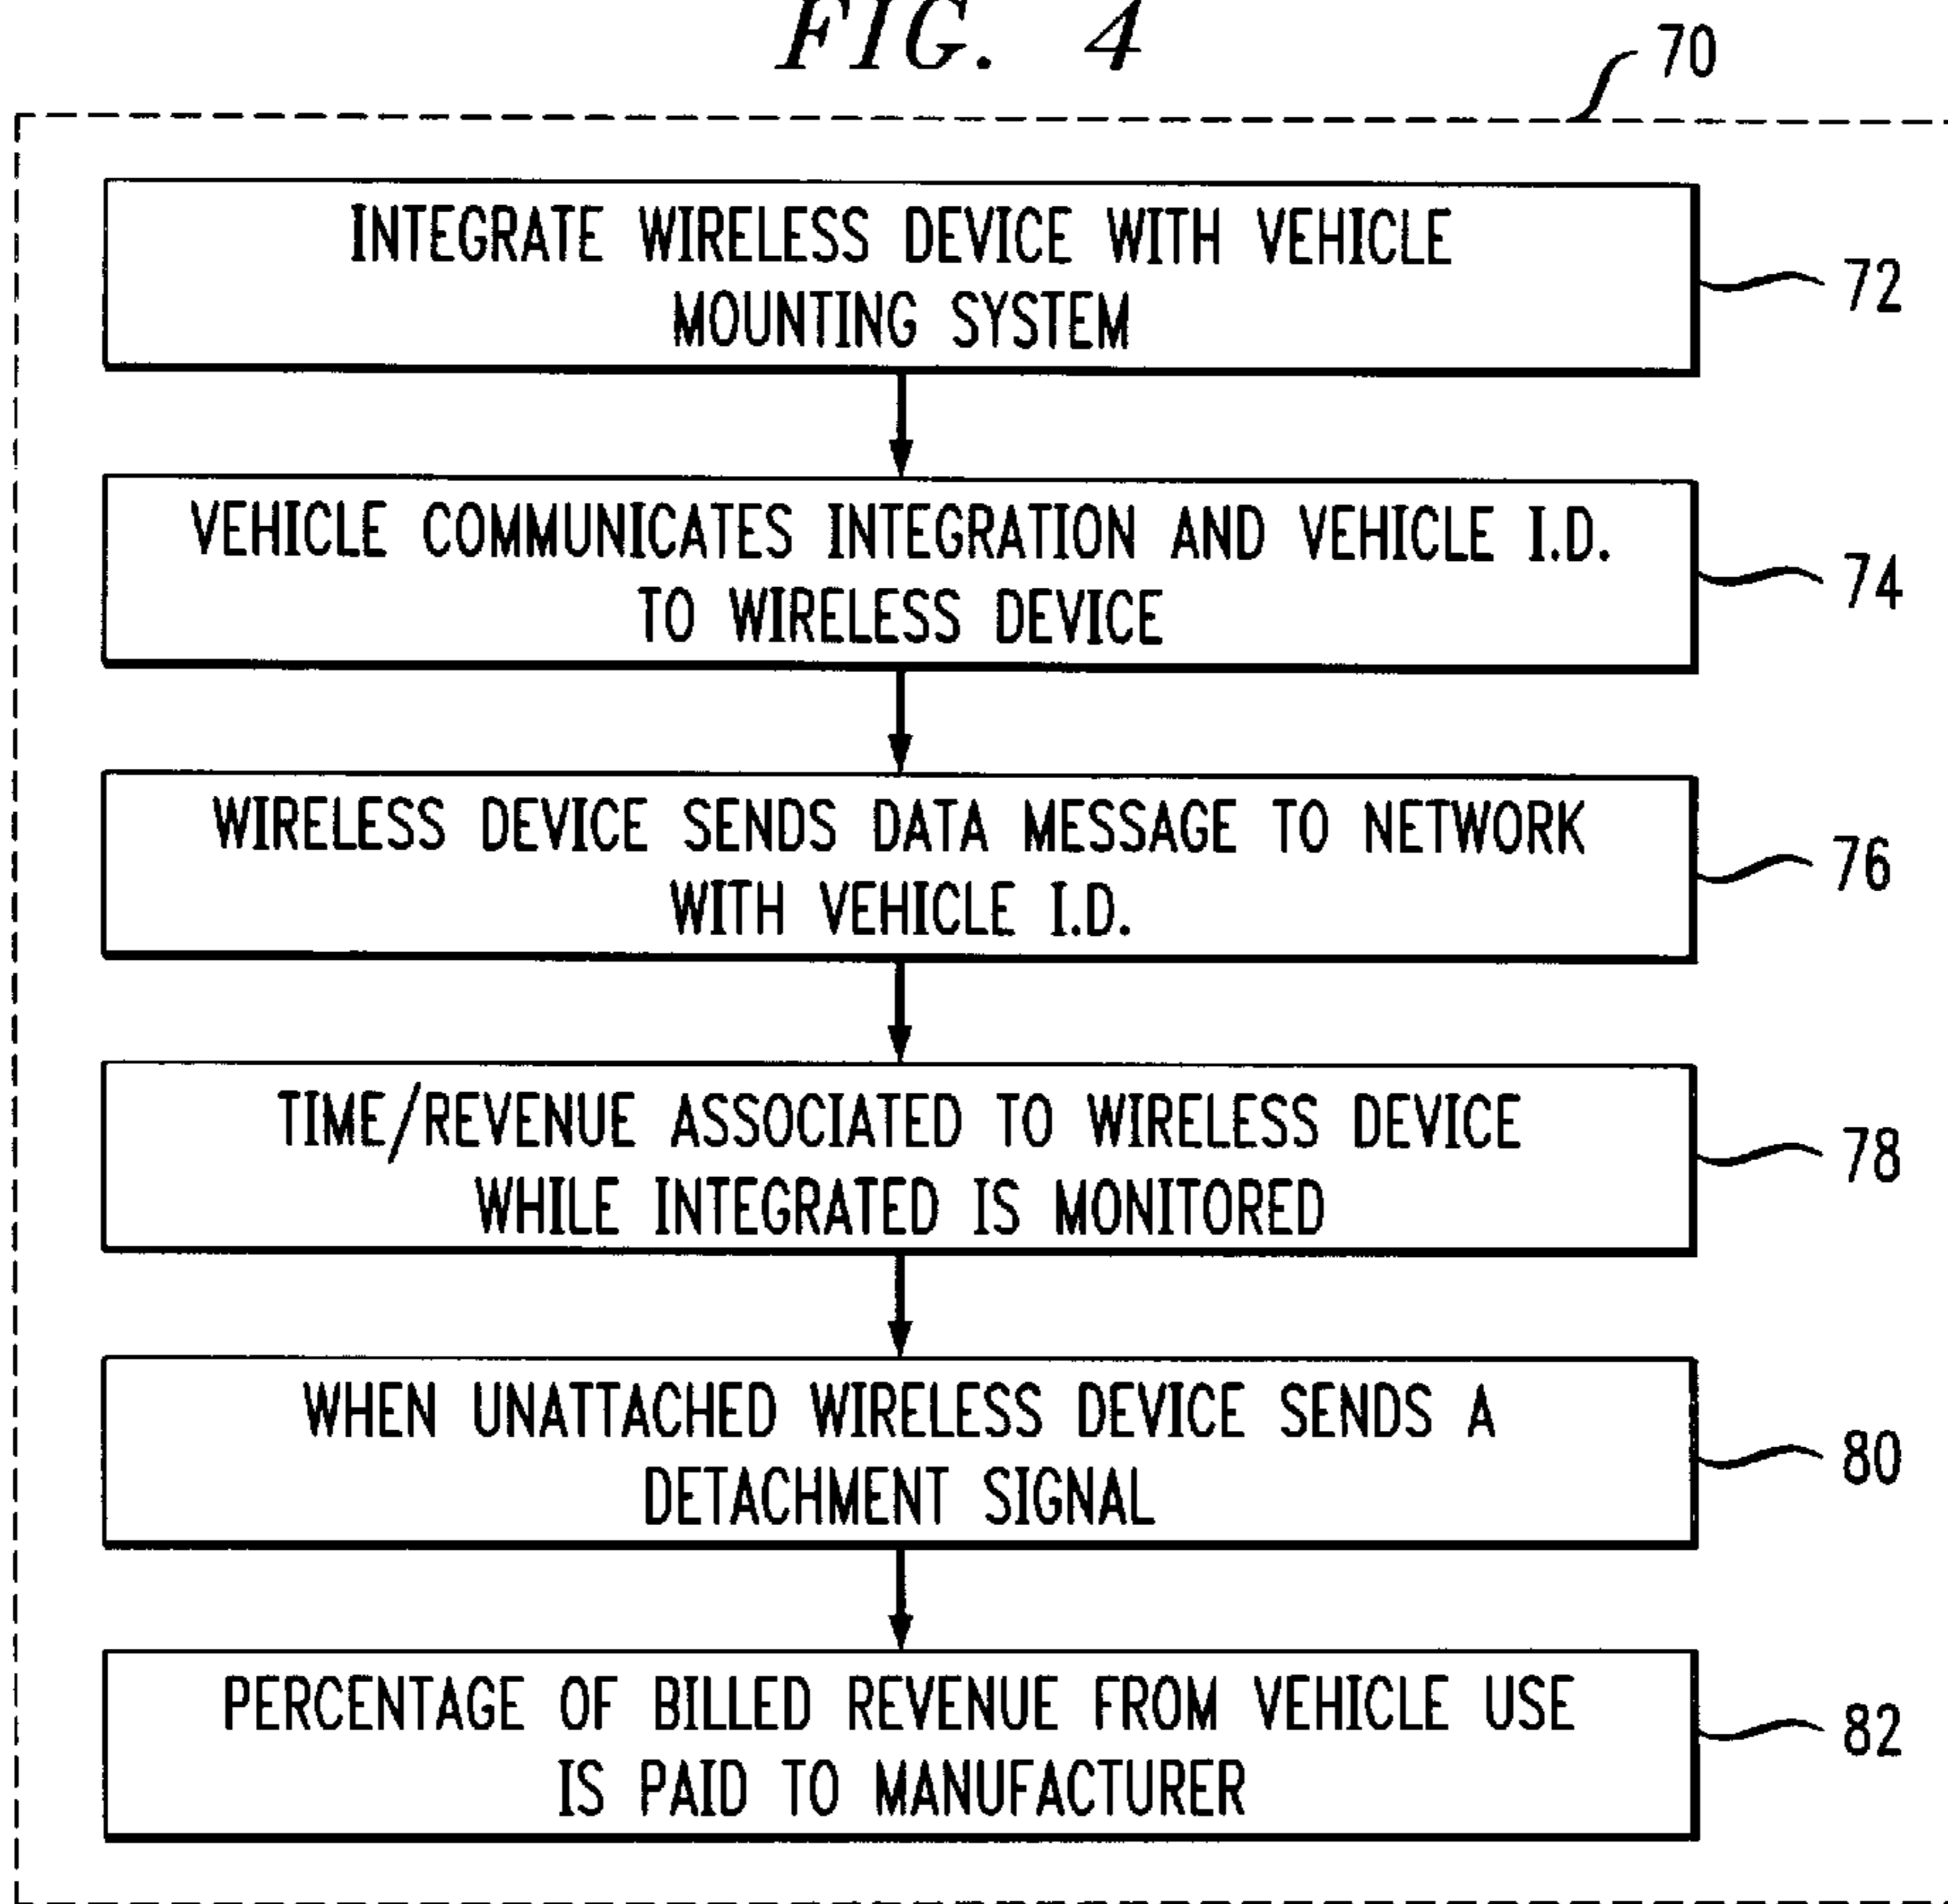 FIG. 4
70
INTEGRATE WIRELESS DEVICE WITH VEHICLE
MOUNTING SYSTEM
72
VEHICLE COMMUNICATES INTEGRATION AND VEHICLE I.D.
TO WIRELESS DEVICE
74
WIRELESS DEVICE SENDS DATA MESSAGE TO NETWORK
WITH VEHICLE I.D.
76
TIME/REVENUE ASSOCIATED TO WIRELESS DEVICE
WHILE INTEGRATED IS MONITORED
78
WHEN UNATTACHED WIRELESS DEVICE SENDS A
DETACHMENT SIGNAL
80
PERCENTAGE OF BILLED REVENUE FROM VEHICLE USE
IS PAID TO MANUFACTURER
82